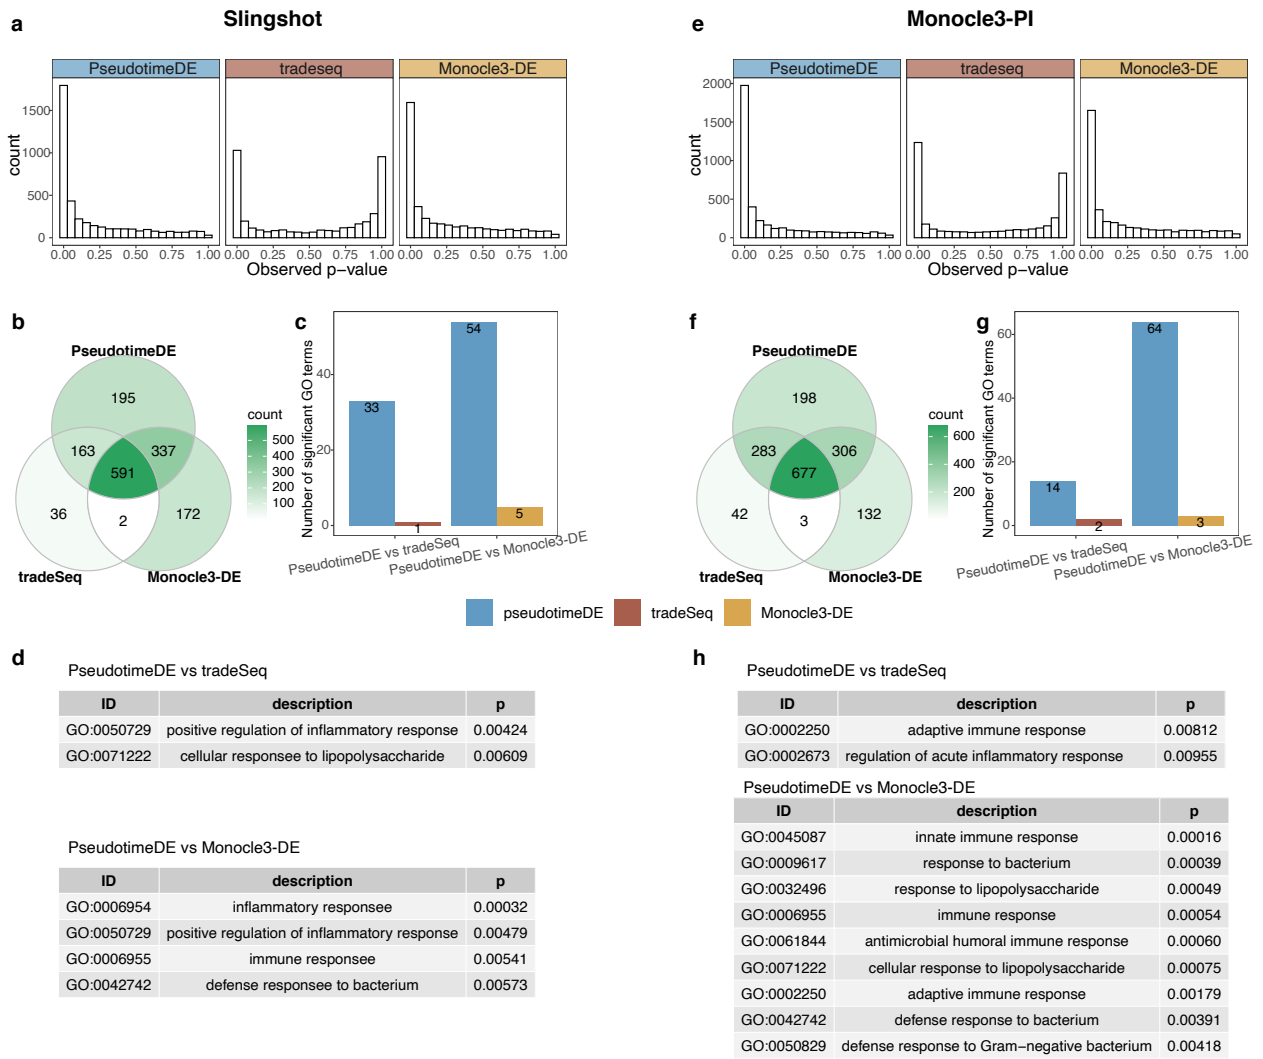 a
Slingshot
PseudotimeDE
tradeseq
Monocle3-DE
count
1500
1000
500
0
0.00 0.25 0.50 0.75 1.00 0.00 0.25 0.50 0.75 1.00 0.00 0.25 0.50 0.75 1.00
Observed p−value
e
Monocle3-PI
PseudotimeDE
tradeseq
Monocle3-DE
count
2000
1500
1000
500
0
0.00 0.25 0.50 0.75 1.00 0.00 0.25 0.50 0.75 1.00 0.00 0.25 0.50 0.75 1.00
Observed p−value
b
PseudotimeDE
195
163
337
591
36
2
172
tradeSeq
Monocle3-DE
count
500
400
300
200
100
c
Number of significant GO terms
40
20
0
33
1
54
5
PseudotimeDE vs tradeSeq
PseudotimeDE vs Monocle3-DE
f
PseudotimeDE
198
283
306
677
42
3
132
tradeSeq
Monocle3-DE
count
600
400
200
g
Number of significant GO terms
60
40
20
0
14
2
64
3
PseudotimeDE vs tradeSeq
PseudotimeDE vs Monocle3-DE
pseudotimeDE
tradeSeq
Monocle3-DE
d
PseudotimeDE vs tradeSeq
ID description p
GO:0050729 positive regulation of inflammatory response 0.00424
GO:0071222 cellular responsee to lipopolysaccharide 0.00609
PseudotimeDE vs Monocle3-DE
ID description p
GO:0006954 inflammatory responsee 0.00032
GO:0050729 positive regulation of inflammatory response 0.00479
GO:0006955 immune responsee 0.00541
GO:0042742 defense responsee to bacterium 0.00573
h
PseudotimeDE vs tradeSeq
ID description p
GO:0002250 adaptive immune response 0.00812
GO:0002673 regulation of acute inflammatory response 0.00955
PseudotimeDE vs Monocle3-DE
ID description p
GO:0045087 innate immune response 0.00016
GO:0009617 response to bacterium 0.00039
GO:0032496 response to lipopolysaccharide 0.00049
GO:0006955 immune response 0.00054
GO:0061844 antimicrobial humoral immune response 0.00060
GO:0071222 cellular response to lipopolysaccharide 0.00075
GO:0002250 adaptive immune response 0.00179
GO:0042742 defense response to bacterium 0.00391
GO:0050829 defense response to Gram−negative bacterium 0.00418